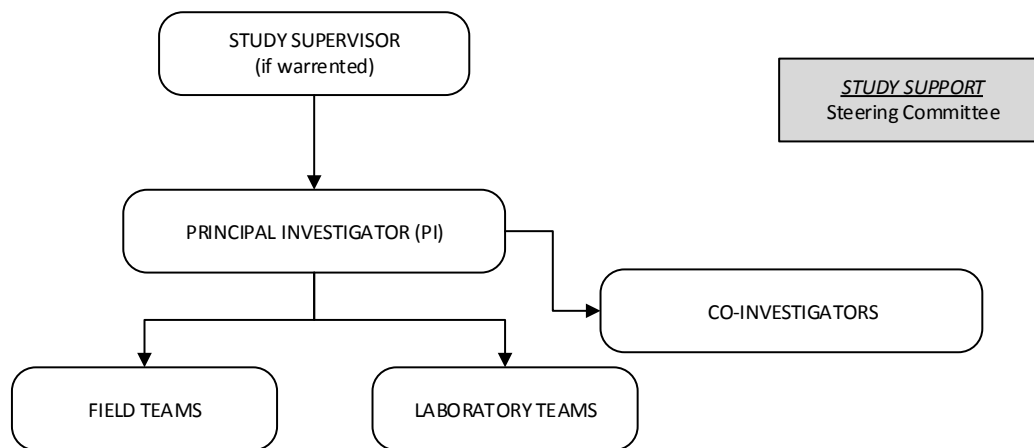 STUDY SUPERVISOR
(if warrented)
STUDY SUPPORT
Steering Committee
PRINCIPAL INVESTIGATOR (PI)
CO-INVESTIGATORS
FIELD TEAMS
LABORATORY TEAMS